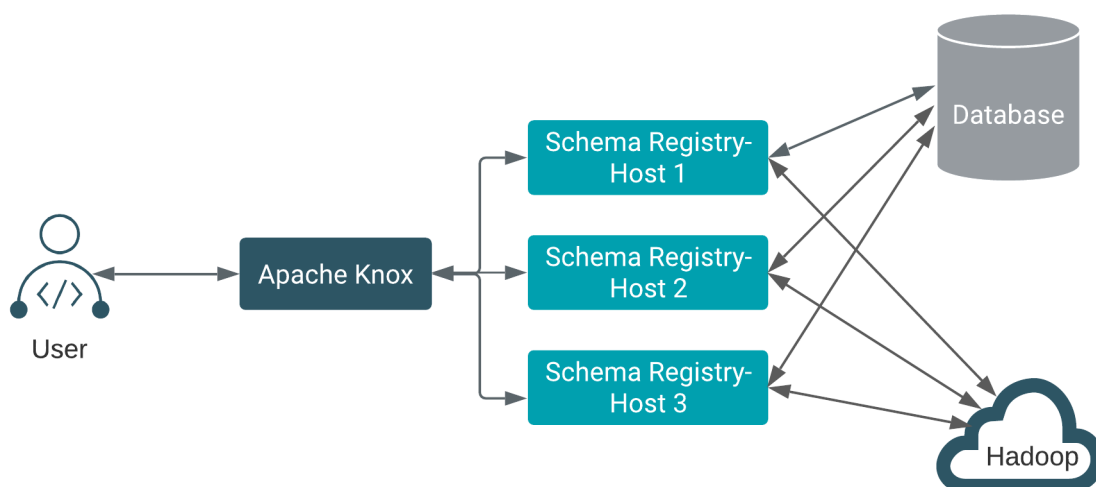 Database
Schema Registry-
Host 1
Schema Registry-
Host 2
Apache Knox
</>
User
Schema Registry-
Host 3
Hadoop